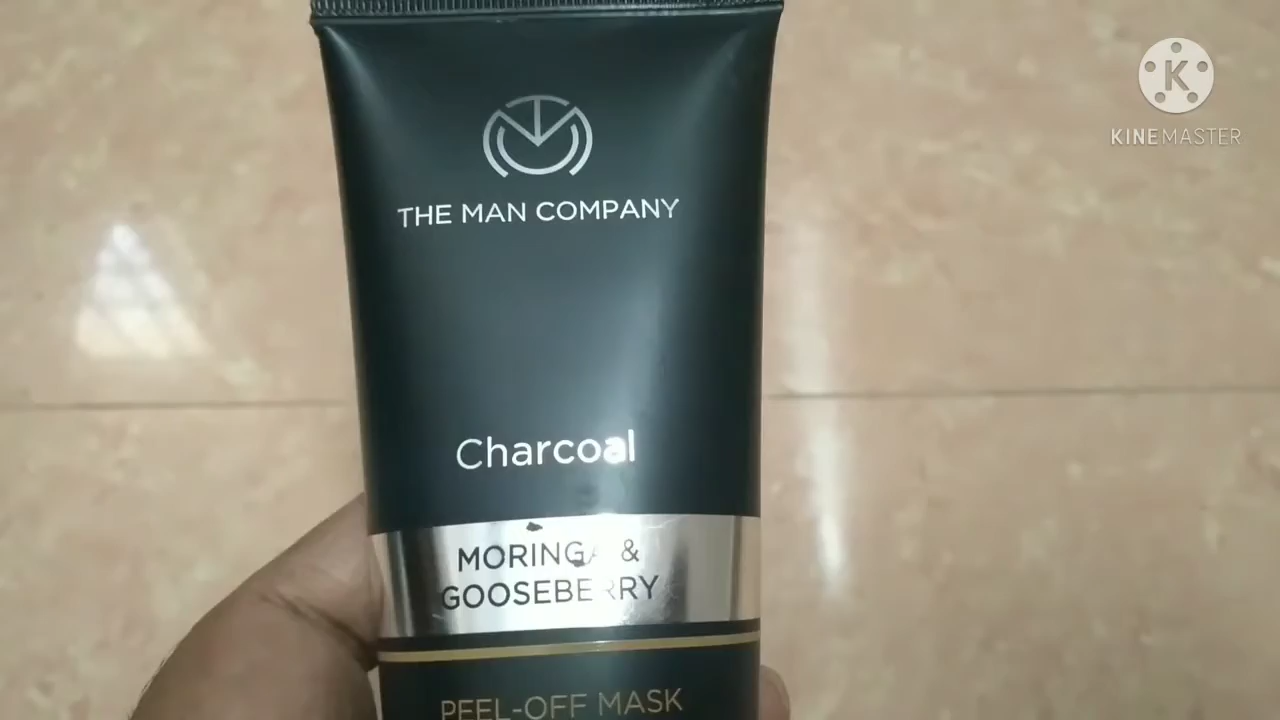 THE MAN COMPANY
Charcoal
MORINGA &
GOOSEBERRY
PEEL-OFF MASK
K
KINEMASTER